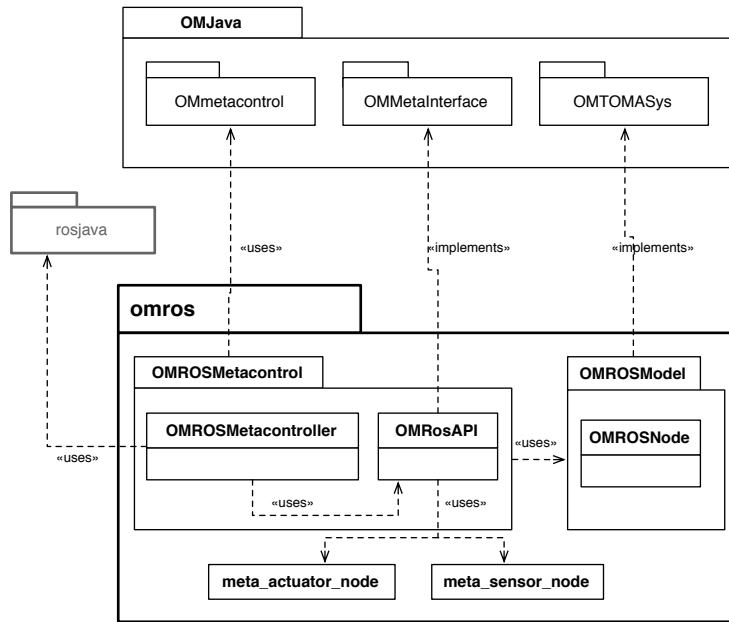 OMJava
OMmetacontrol
OMMetaInterface
OMTOMASys
rosjava
«uses»
«implements»
«implements»
omros
OMROSMetacontrol
OMROSModel
OMROSMetacontroller
OMRosAPI
OMROSNode
«uses»
«uses»
«uses»
«uses»
meta_actuator_node
meta_sensor_node